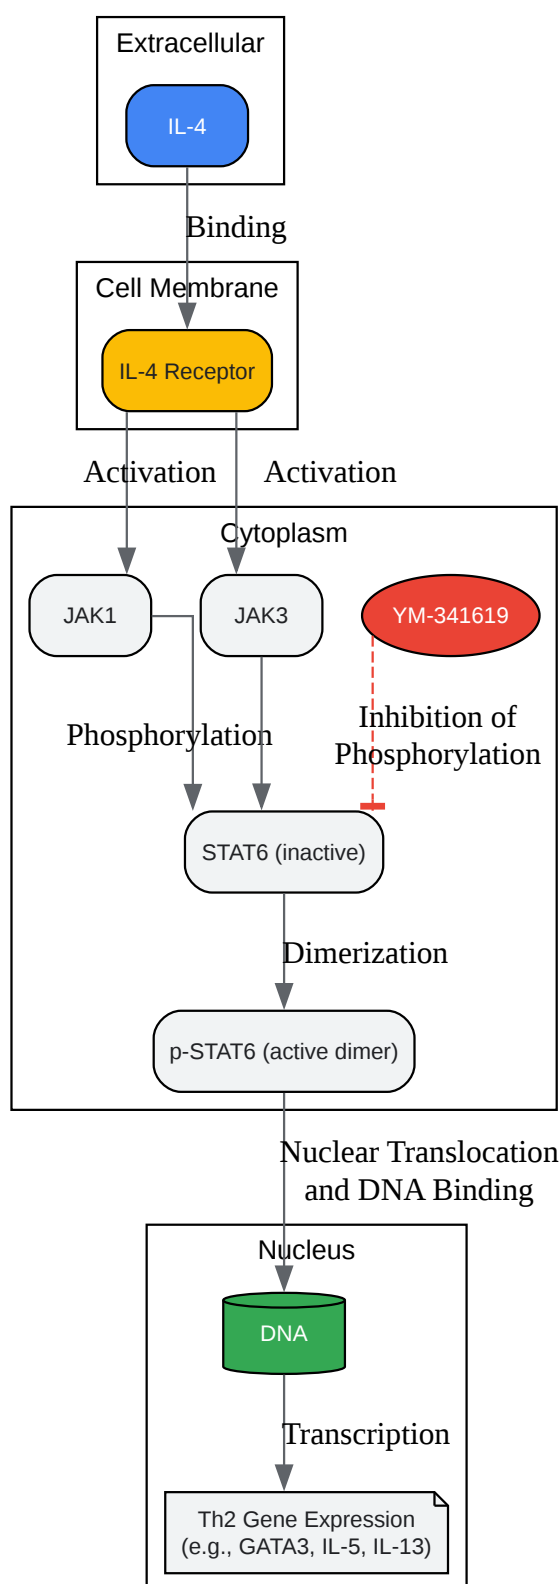 Extracellular
IL-4
Binding
Cell Membrane
IL-4 Receptor
Activation
Activation
Cytoplasm
JAK1
JAK3
YM-341619
Phosphorylation
Inhibition of
Phosphorylation
STAT6 (inactive)
Dimerization
p-STAT6 (active dimer)
Nuclear Translocation
and DNA Binding
Nucleus
DNA
Transcription
Th2 Gene Expression
(e.g., GATA3, IL-5, IL-13)